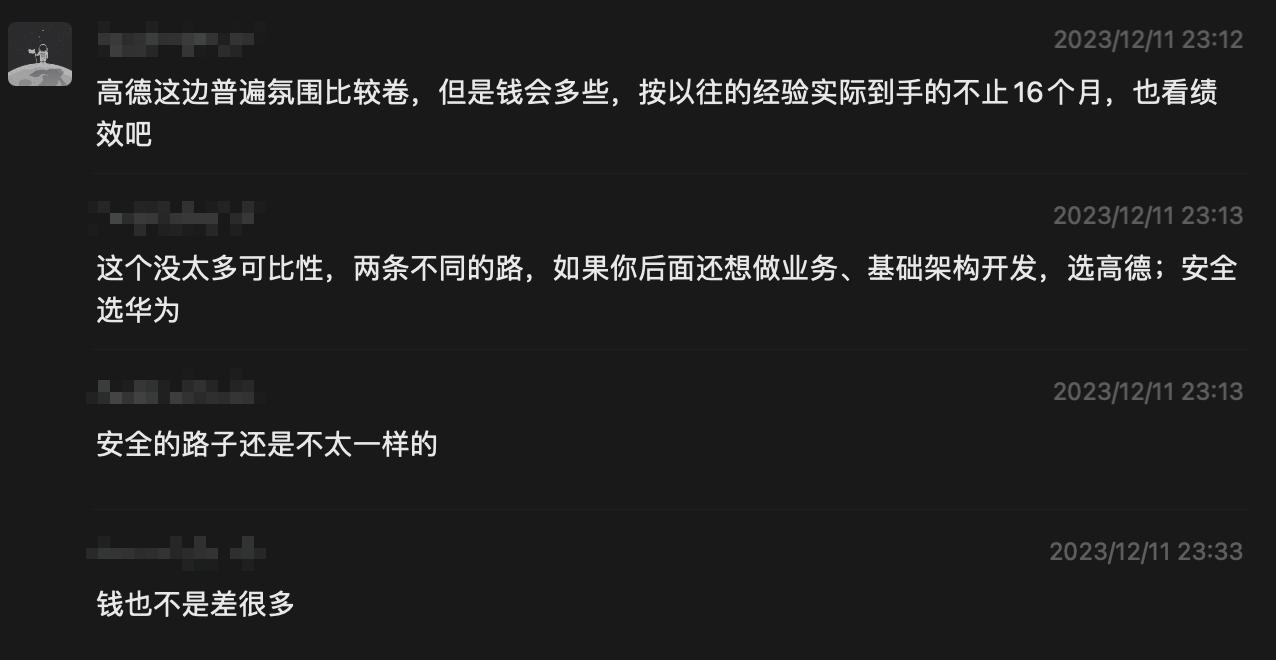 2023/12/11 23:12
高德这边普遍氛围比较卷，但是钱会多些，按以往的经验实际到手的不止16个月，也看绩
效吧
2023/12/11 23:13
这个没太多可比性，两条不同的路，如果你后面还想做业务、基础架构开发，选高德；安全
选华为
2023/12/11 23:13
安全的路子还是不太一样的
2023/12/11 23:33
钱也不是差很多